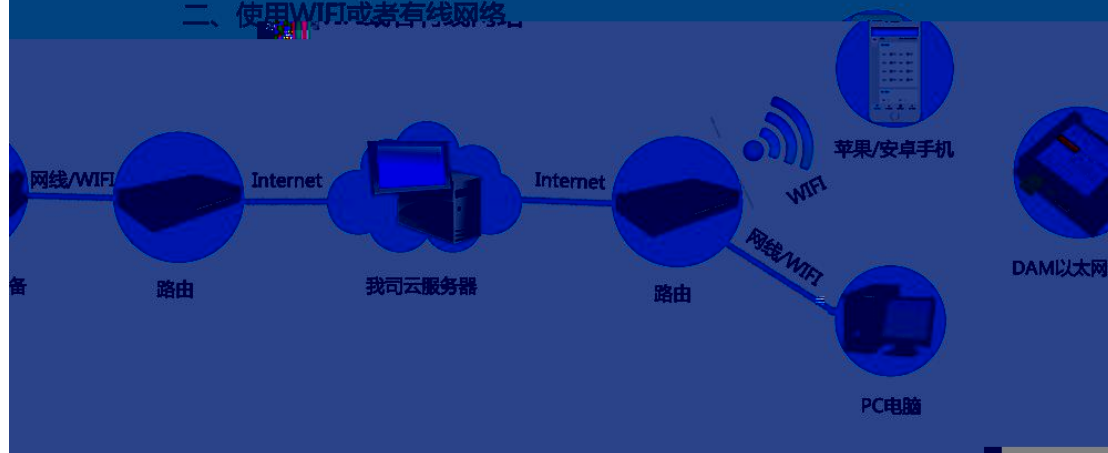 二、使用WIFI或者有线网络
网线/WIFI
Internet
Internet
WIFI
苹果/安卓手机
网线/WIFI
备
路由
我司云服务器
路由
DAM以太网
PC电脑